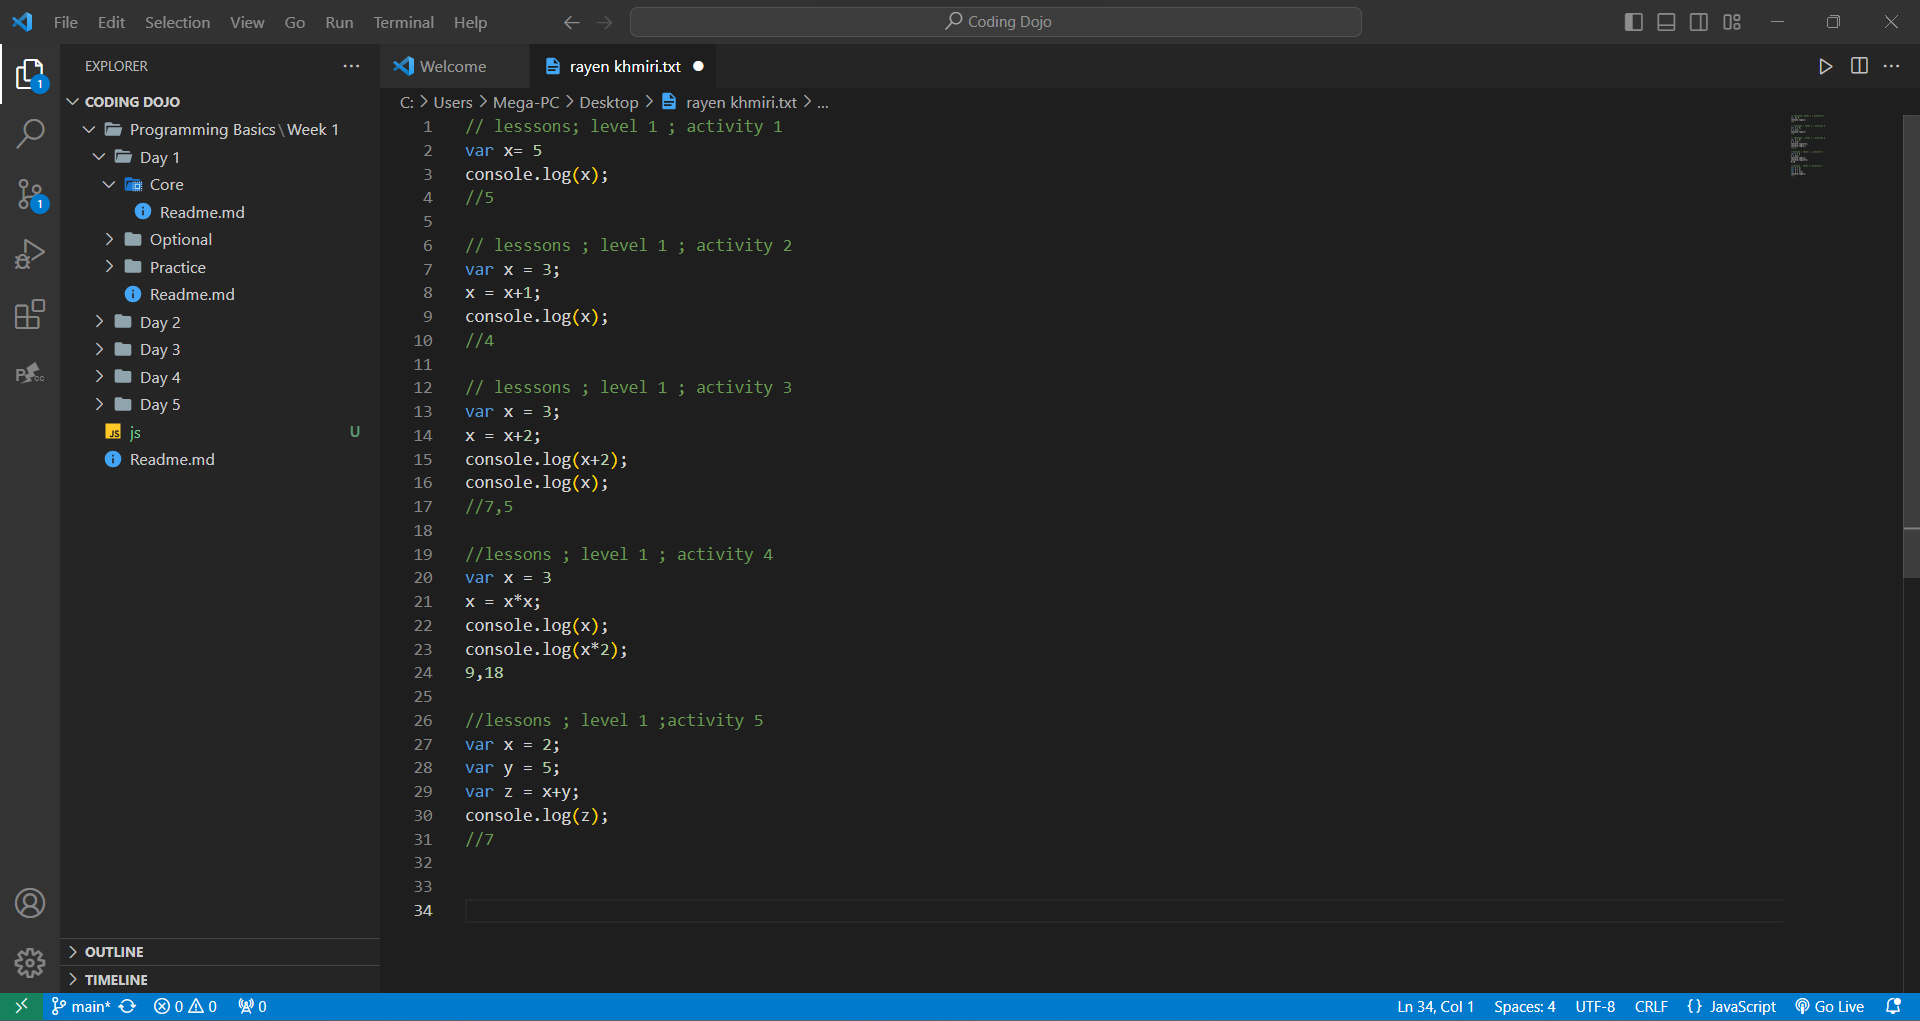 File Edit Selection View Go Run Terminal Help Coding Dojo
EXPLORER
CODING DOJO
Programming Basics\Week 1
Day 1
Core
Readme.md
Optional
Practice
Readme.md
Day 2
Day 3
Day 4
Day 5
js U
Readme.md
OUTLINE
TIMELINE
Welcome rayen khmiri.txt
C: > Users > Mega-PC > Desktop > rayen khmiri.txt > ...
1 // lesssons; level 1 ; activity 1
2 var x= 5
3 console.log(x);
4 //5
5
6 // lesssons ; level 1 ; activity 2
7 var x = 3;
8 x = x+1;
9 console.log(x);
10 //4
11
12 // lesssons ; level 1 ; activity 3
13 var x = 3;
14 x = x+2;
15 console.log(x+2);
16 console.log(x);
17 //7,5
18
19 //lessons ; level 1 ; activity 4
20 var x = 3
21 x = x*x;
22 console.log(x);
23 console.log(x*2);
24 9,18
25
26 //lessons ; level 1 ;activity 5
27 var x = 2;
28 var y = 5;
29 var z = x+y;
30 console.log(z);
31 //7
32
33
34
main* 0 0 0 Ln 34, Col 1 Spaces: 4 UTF-8 CRLF {} JavaScript Go Live